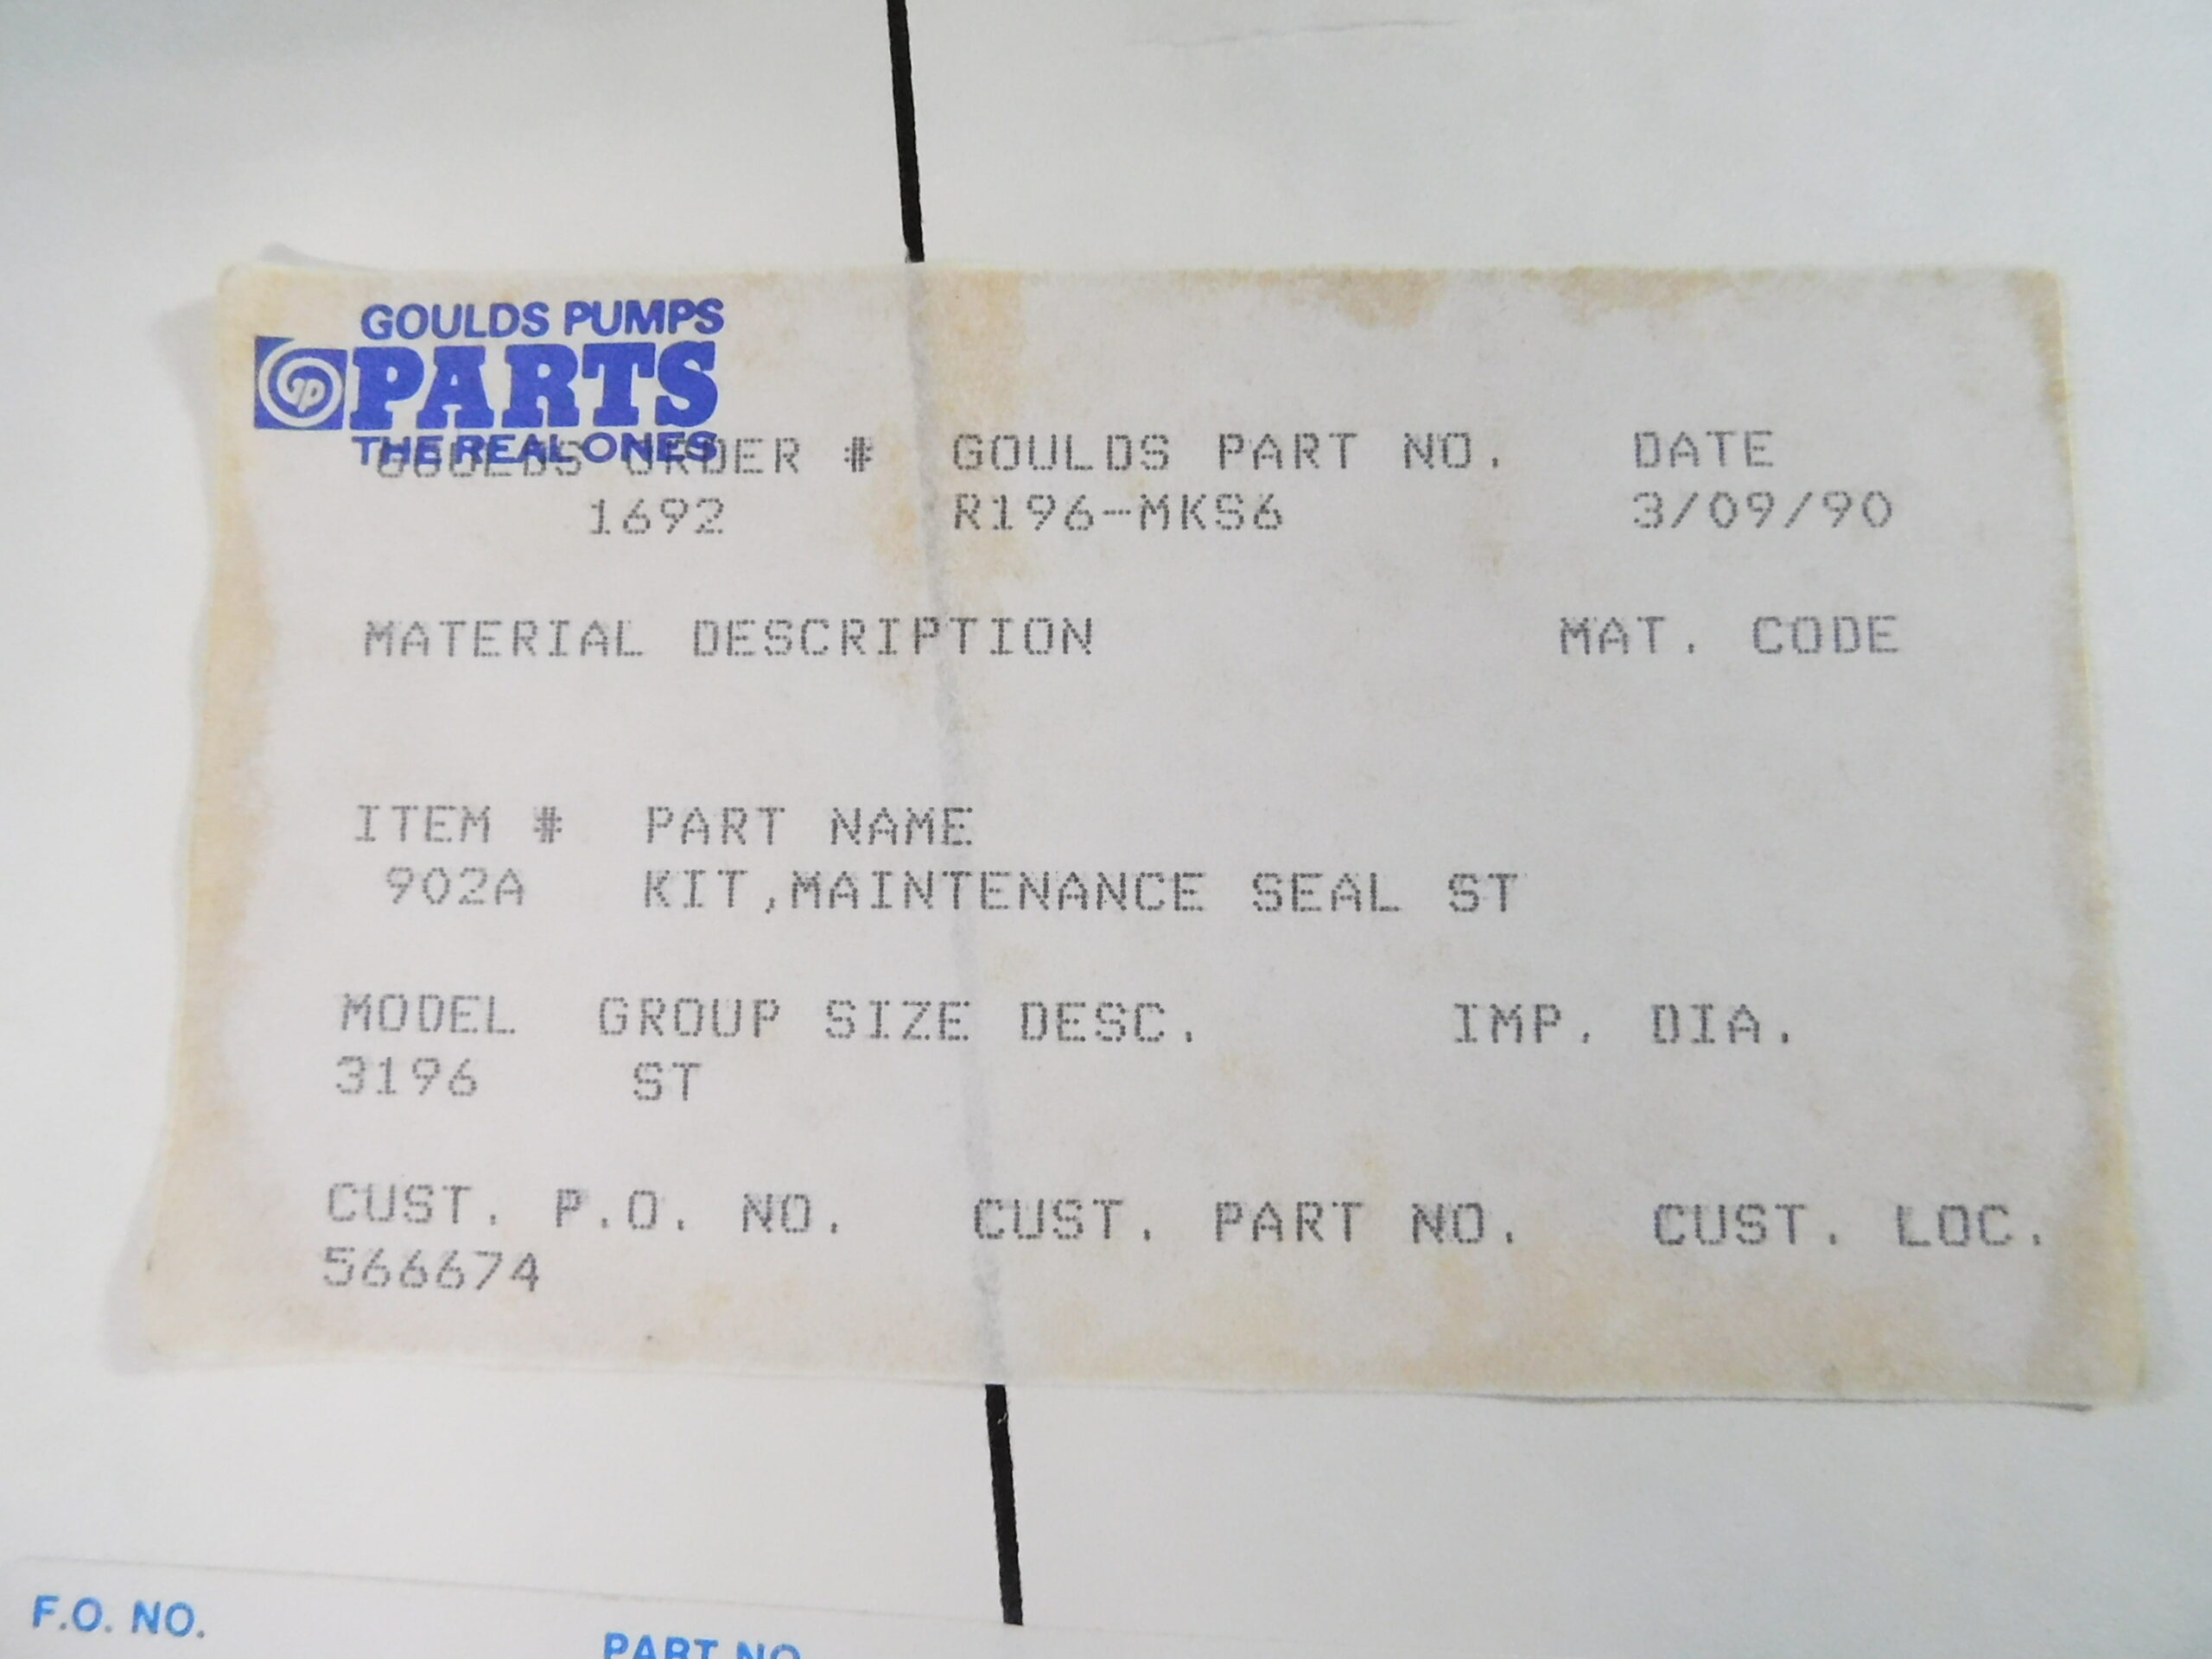 GOULDS PUMPS
PARTS
THE REAL ONES
GOULDS ORDER # GOULDS PART NO. DATE
1692 R196-MKS6 3/09/90
MATERIAL DESCRIPTION MAT. CODE
ITEM # PART NAME
902A KIT,MAINTENANCE SEAL ST
MODEL GROUP SIZE DESC. IMP. DIA.
3196 ST
CUST. P.O. NO. CUST. PART NO. CUST. LOC.
566674
F.O. NO.
PART NO